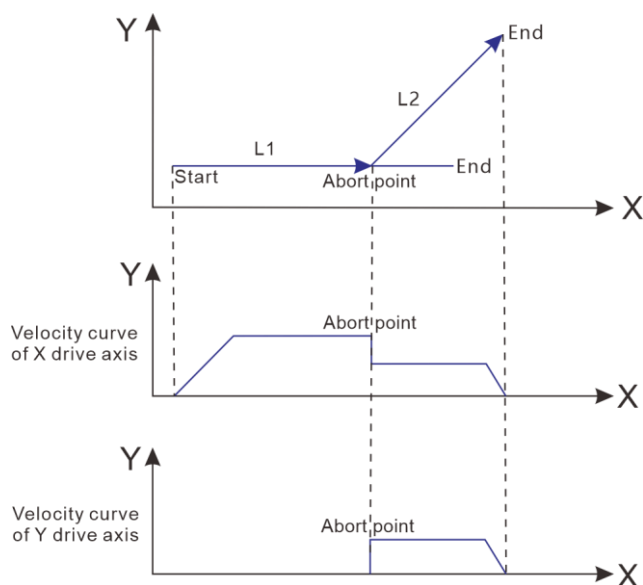 Y
End
L2
L1
Start
Abort point
End
X
Y
Velocity curve
of X drive axis
Abort point
X
Y
Velocity curve
of Y drive axis
Abort point
X